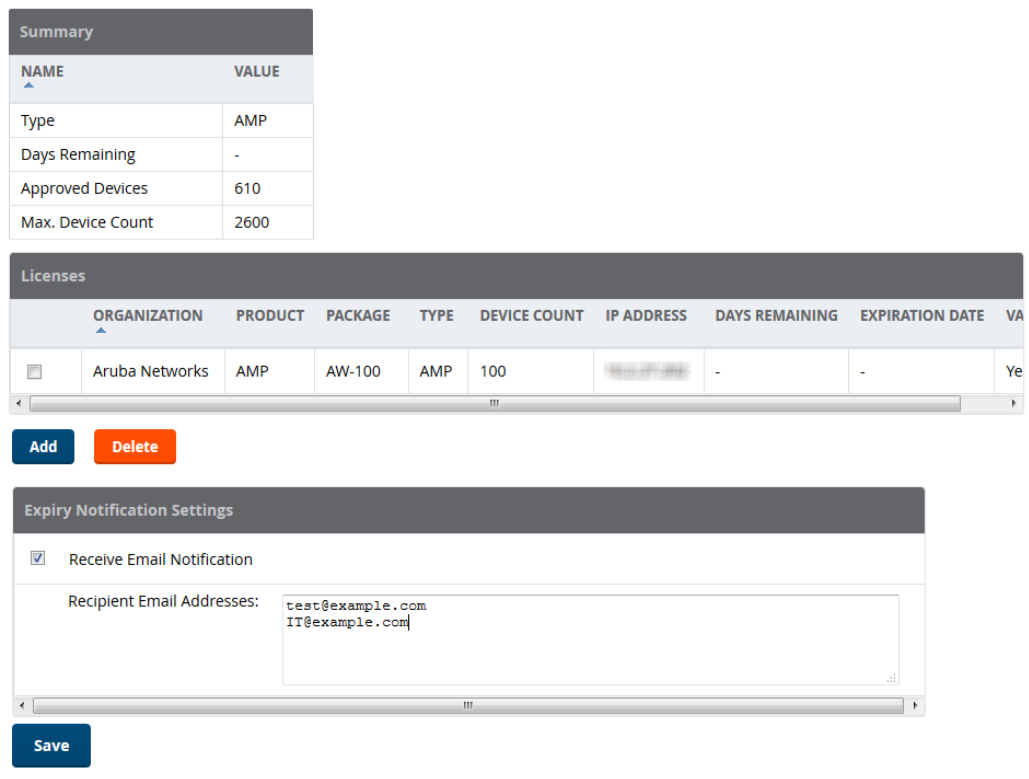 Summary
NAME VALUE
Type AMP
Days Remaining -
Approved Devices 610
Max. Device Count 2600
Licenses
ORGANIZATION PRODUCT PACKAGE TYPE DEVICE COUNT IP ADDRESS DAYS REMAINING EXPIRATION DATE VA
Aruba Networks AMP AW-100 AMP 100 - - Ye
Add Delete
Expiry Notification Settings
Receive Email Notification
Recipient Email Addresses: test@example.com
IT@example.com
Save